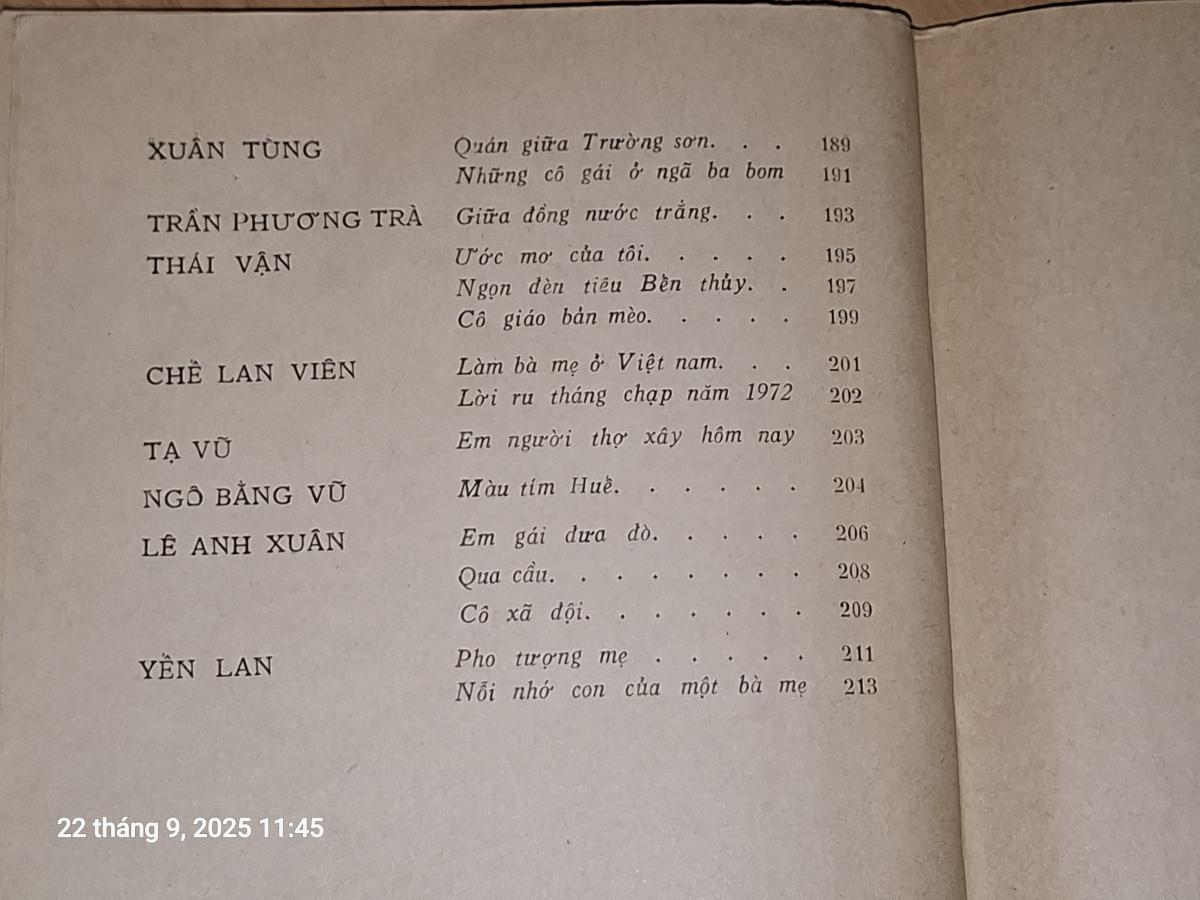 XUÂN TÙNG Quán giữa Trường sơn. . . 189
Những cô gái ở ngã ba bom 191
TRẦN PHƯƠNG TRÀ Giữa đồng nước trắng. . . 193
THÁI VẬN Ước mơ của tôi. . . . . 195
Ngọn đèn tiêu Bến thủy. . 197
Cô giáo bản mèo. . . . . 199
CHẾ LAN VIÊN Làm bà mẹ ở Việt nam. . . 201
Lời ru tháng chạp năm 1972 202
TẠ VŨ Em người thợ xây hôm nay 203
NGÔ BẰNG VŨ Màu tím Huế. . . . . . 204
LÊ ANH XUÂN Em gái đưa đò. . . . . 206
Qua cầu. . . . . . . . 208
Cô xã đội. . . . . . . 209
YẾN LAN Pho tượng mẹ . . . . . 211
Nỗi nhớ con của một bà mẹ 213
22 tháng 9, 2025 11:45